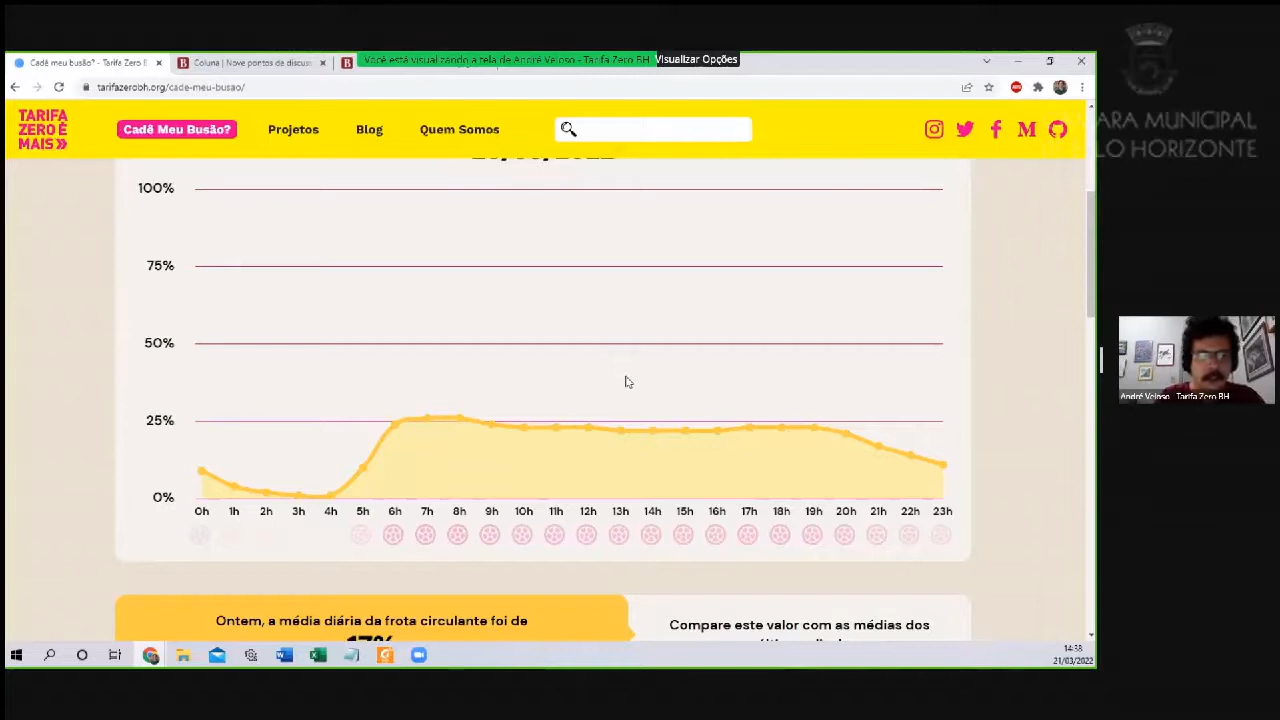 Cadê meu busão? - Tarifa Zero B
Coluna | Nove pontos de discuss
Você está visualizando a tela de André Veloso - Tarifa Zero BH
Visualizar Opções
tarifazerobh.org/cade-meu-busao/
TARIFA
ZERO É
MAIS
Cadê Meu Busão?
Projetos
Blog
Quem Somos
ARA MUNICIPAL
LO HORIZONTE
100%
75%
50%
25%
0%
0h 1h 2h 3h 4h 5h 6h 7h 8h 9h 10h 11h 12h 13h 14h 15h 16h 17h 18h 19h 20h 21h 22h 23h
André Veloso - Tarifa Zero BH
Ontem, a média diária da frota circulante foi de
17%
Compare este valor com as médias dos
14:38
21/03/2022